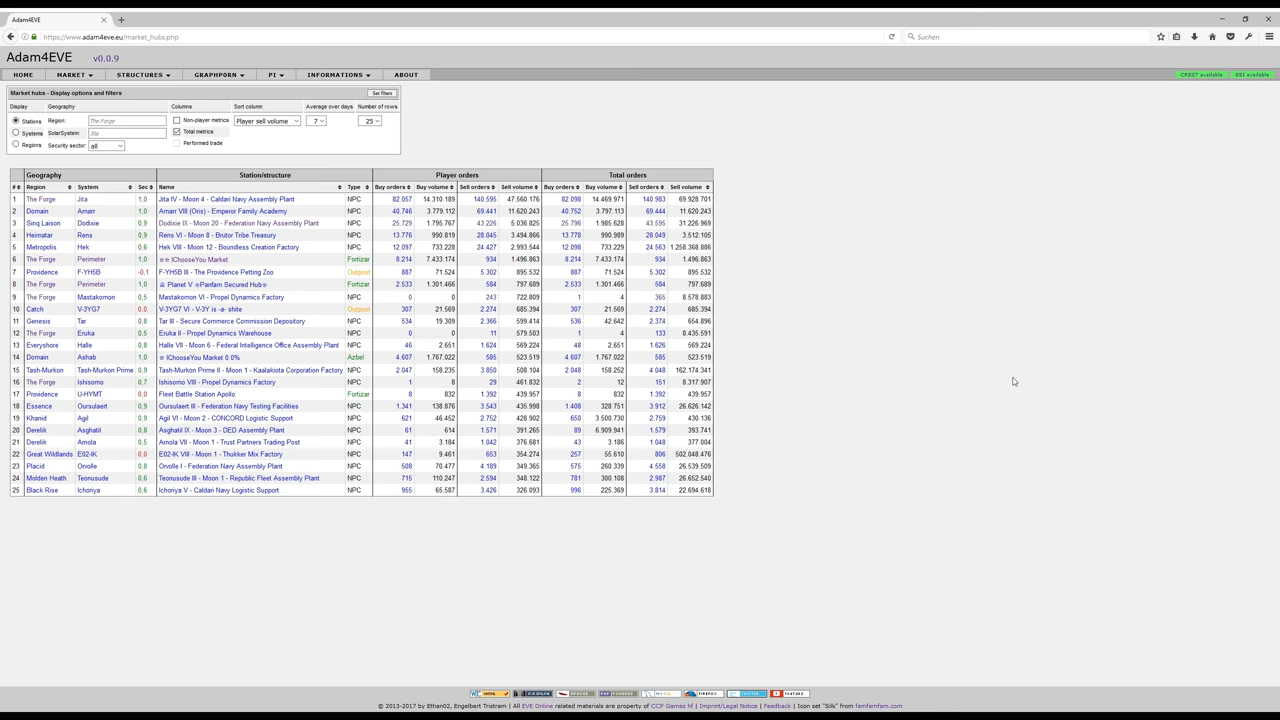 Adam4EVE
https://www.adam4eve.eu/market_hubs.php
Suchen
Adam4EVE v0.0.9
HOME MARKET STRUCTURES GRAPHP0RN PI INFORMATIONS ABOUT CREST available ESI available
Market hubs - Display options and filters Set filters
Display Geography Columns Sort column Average over days Number of rows
Stations Region: The Forge Non-player metrics Player sell volume 7 25
Systems SolarSystem: Jita Total metrics
Regions Security sector: all Performed trade
Geography Station/structure Player orders Total orders
# Region System Sec Name Type Buy orders Buy volume Sell orders Sell volume Buy orders Buy volume Sell orders Sell volume
1 The Forge Jita 1,0 Jita IV - Moon 4 - Caldari Navy Assembly Plant NPC 82.057 14.310.189 140.595 47.560.176 82.098 14.469.971 140.983 69.928.701
2 Domain Amarr 1,0 Amarr VIII (Oris) - Emperor Family Academy NPC 40.746 3.779.112 69.441 11.620.243 40.752 3.797.113 69.444 11.620.243
3 Sinq Laison Dodixie 0,9 Dodixie IX - Moon 20 - Federation Navy Assembly Plant NPC 25.729 1.795.767 43.226 5.036.825 25.796 1.985.628 43.595 31.226.969
4 Heimatar Rens 0,9 Rens VI - Moon 8 - Brutor Tribe Treasury NPC 13.776 990.819 28.045 3.494.866 13.778 990.989 28.049 3.512.105
5 Metropolis Hek 0,6 Hek VIII - Moon 12 - Boundless Creation Factory NPC 12.097 733.229 24.427 2.993.544 12.098 733.229 24.563 1.258.368.886
6 The Forge Perimeter 1,0 ☆☆ IChooseYou Market Fortizar 8.214 7.433.174 934 1.496.863 8.214 7.433.174 934 1.496.863
7 Providence F-YH5B -0,1 F-YH5B III - The Providence Petting Zoo Outpost 887 71.524 5.302 895.532 887 71.524 5.302 895.532
8 The Forge Perimeter 1,0 Planet V ☆Panfam Secured Hub☆ Fortizar 2.533 1.301.466 584 797.689 2.533 1.301.466 584 797.689
9 The Forge Mastakomon 0,5 Mastakomon VI - Propel Dynamics Factory NPC 0 0 243 722.809 1 4 365 8.578.883
10 Catch V-3YG7 0,0 V-3YG7 VI - V-3Y is -a- shite Outpost 307 21.569 2.274 685.394 307 21.569 2.274 685.394
11 Genesis Tar 0,8 Tar III - Secure Commerce Commission Depository NPC 534 19.309 2.366 599.414 536 42.642 2.374 654.896
12 The Forge Eruka 0,5 Eruka II - Propel Dynamics Warehouse NPC 0 0 11 579.503 1 4 133 8.435.591
13 Everyshore Halle 0,8 Halle VII - Moon 6 - Federal Intelligence Office Assembly Plant NPC 46 2.651 1.624 569.224 48 2.651 1.626 569.224
14 Domain Ashab 1,0 ☆ IChooseYou Market 0.0% Azbel 4.607 1.767.022 585 523.519 4.607 1.767.022 585 523.519
15 Tash-Murkon Tash-Murkon Prime 0,9 Tash-Murkon Prime II - Moon 1 - Kaalakiota Corporation Factory NPC 2.047 158.235 3.850 508.104 2.048 158.252 4.048 162.174.341
16 The Forge Ishisomo 0,7 Ishisomo VIII - Propel Dynamics Factory NPC 1 8 29 461.832 2 12 151 8.317.907
17 Providence U-HYMT 0,0 Fleet Battle Station Apollo Fortizar 8 832 1.392 439.957 8 832 1.392 439.957
18 Essence Oursulaert 0,9 Oursulaert III - Federation Navy Testing Facilities NPC 1.341 138.876 3.543 435.998 1.408 328.751 3.912 26.626.142
19 Khanid Agil 0,9 Agil VI - Moon 2 - CONCORD Logistic Support NPC 621 46.452 2.752 428.902 650 3.500.730 2.759 430.136
20 Derelik Asghatil 0,8 Asghatil IX - Moon 3 - DED Assembly Plant NPC 61 614 1.571 391.265 89 6.909.941 1.579 393.741
21 Derelik Arnola 0,5 Arnola VII - Moon 1 - Trust Partners Trading Post NPC 41 3.184 1.042 376.681 43 3.186 1.048 377.004
22 Great Wildlands E02-IK 0,0 E02-IK VIII - Moon 1 - Thukker Mix Factory NPC 147 9.461 653 354.274 257 55.610 806 502.048.476
23 Placid Orvolle 0,8 Orvolle I - Federation Navy Assembly Plant NPC 508 70.477 4.189 349.365 575 260.339 4.558 26.539.509
24 Molden Heath Teonusude 0,6 Teonusude III - Moon 1 - Republic Fleet Assembly Plant NPC 715 110.247 2.594 348.122 781 300.108 2.987 26.652.540
25 Black Rise Ichoriya 0,6 Ichoriya V - Caldari Navy Logistic Support NPC 955 65.587 3.426 326.093 996 225.369 3.814 22.694.618
© 2013-2017 by Ethan02, Engelbert Tristram | All EVE Online related materials are property of CCP Games hf | Imprint/Legal Notice | Feedback | Icon set "Silk" from famfamfam.com